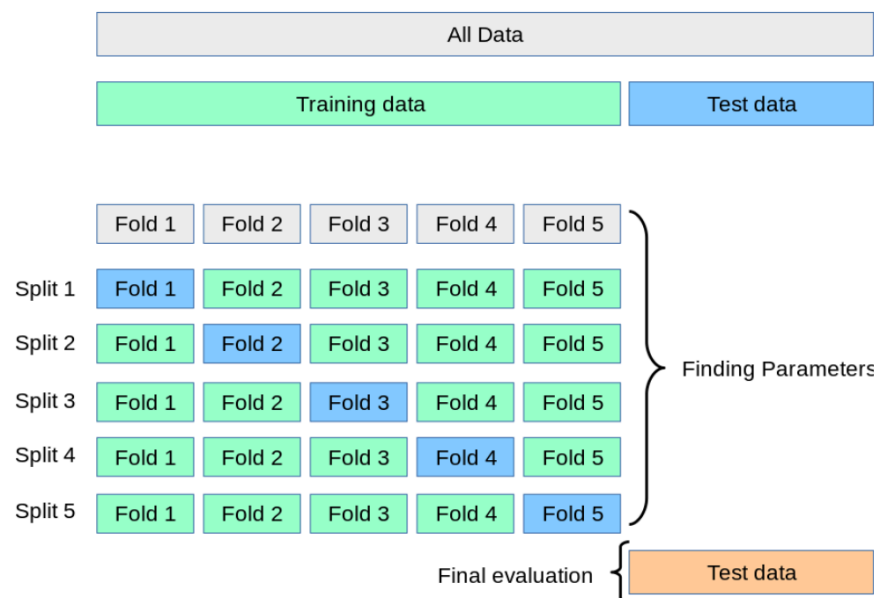 All Data
Training data Test data
Fold 1 Fold 2 Fold 3 Fold 4 Fold 5
Split 1 Fold 1 Fold 2 Fold 3 Fold 4 Fold 5
Split 2 Fold 1 Fold 2 Fold 3 Fold 4 Fold 5
Finding Parameters
Split 3 Fold 1 Fold 2 Fold 3 Fold 4 Fold 5
Split 4 Fold 1 Fold 2 Fold 3 Fold 4 Fold 5
Split 5 Fold 1 Fold 2 Fold 3 Fold 4 Fold 5
Final evaluation Test data